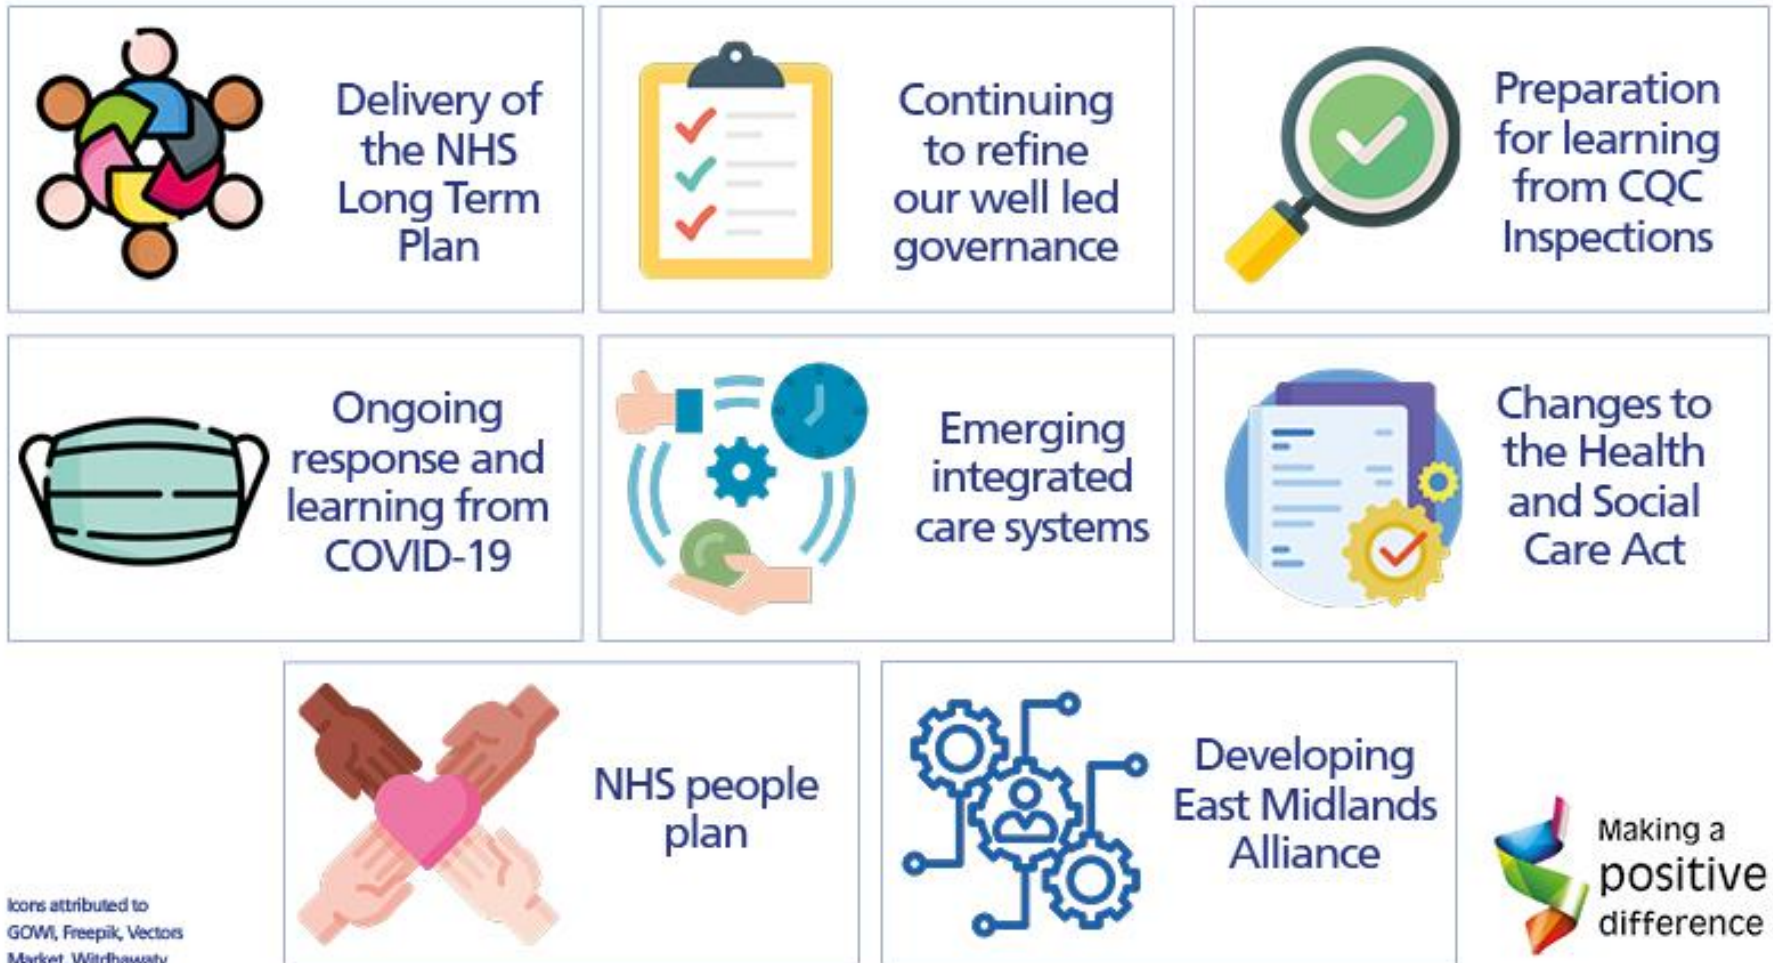 Delivery of
the NHS
Long Term
Plan
Continuing
to refine
our well led
governance
Preparation
for learning
from CQC
Inspections
Ongoing
response and
learning from
COVID-19
Emerging
integrated
care systems
Changes to
the Health
and Social
Care Act
NHS people
plan
Developing
East Midlands
Alliance
Making a
positive
difference
Icons attributed to
GOWI, Freepik, Vectors
Market,